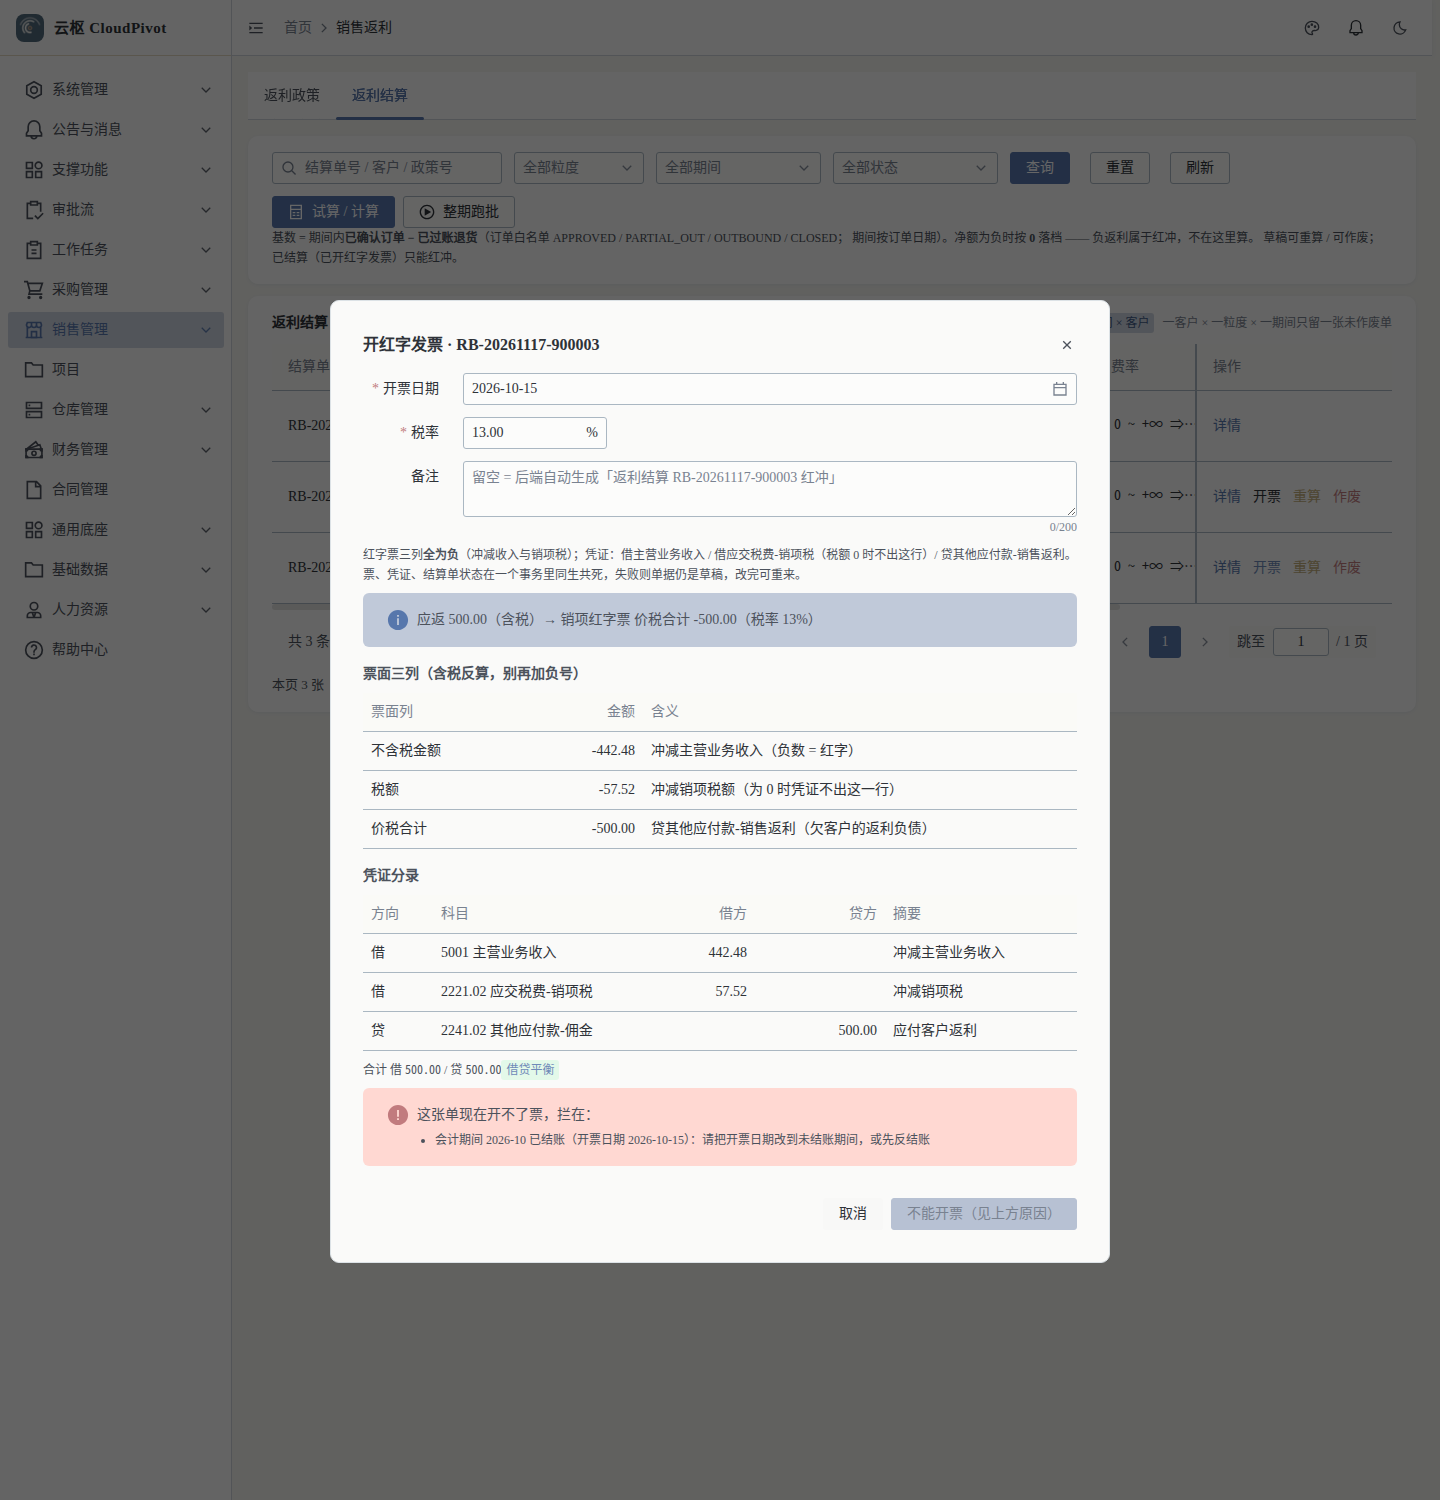 云枢 CloudPivot
首页 > 销售返利
系统管理
公告与消息
支撑功能
审批流
工作任务
采购管理
销售管理
项目
仓库管理
财务管理
合同管理
通用底座
基础数据
人力资源
帮助中心
返利政策 返利结算
结算单号 / 客户 / 政策号 全部粒度 全部期间 全部状态 查询 重置 刷新
试算 / 计算 整期跑批
基数 = 期间内已确认订单 − 已过账退货（订单白名单 APPROVED / PARTIAL_OUT / OUTBOUND / CLOSED； 期间按订单日期）。净额为负时按 0 落档 —— 负返利属于红冲，不在这里算。 草稿可重算 / 可作废；
已结算（已开红字发票）只能红冲。
返利结算 × 客户 一客户 × 一粒度 × 一期间只留一张未作废单
结算单 费率 操作
RB-202 0 ~ +∞ ⇒·· 详情
RB-202 0 ~ +∞ ⇒·· 详情 开票 重算 作废
RB-202 0 ~ +∞ ⇒·· 详情 开票 重算 作废
共 3 条 1 跳至 1 / 1 页
本页 3 张
开红字发票 · RB-20261117-900003
* 开票日期 2026-10-15
* 税率 13.00 %
备注 留空 = 后端自动生成「返利结算 RB-20261117-900003 红冲」
0/200
红字票三列全为负（冲减收入与销项税）；凭证：借主营业务收入 / 借应交税费-销项税（税额 0 时不出这行）/ 贷其他应付款-销售返利。
票、凭证、结算单状态在一个事务里同生共死，失败则单据仍是草稿，改完可重来。
应返 500.00（含税）→ 销项红字票 价税合计 -500.00（税率 13%）
票面三列（含税反算，别再加负号）
票面列 金额 含义
不含税金额 -442.48 冲减主营业务收入（负数 = 红字）
税额 -57.52 冲减销项税额（为 0 时凭证不出这一行）
价税合计 -500.00 贷其他应付款-销售返利（欠客户的返利负债）
凭证分录
方向 科目 借方 贷方 摘要
借 5001 主营业务收入 442.48 冲减主营业务收入
借 2221.02 应交税费-销项税 57.52 冲减销项税
贷 2241.02 其他应付款-佣金 500.00 应付客户返利
合计 借 500.00 / 贷 500.00 借贷平衡
这张单现在开不了票，拦在：
• 会计期间 2026-10 已结账（开票日期 2026-10-15）：请把开票日期改到未结账期间，或先反结账
取消 不能开票（见上方原因）